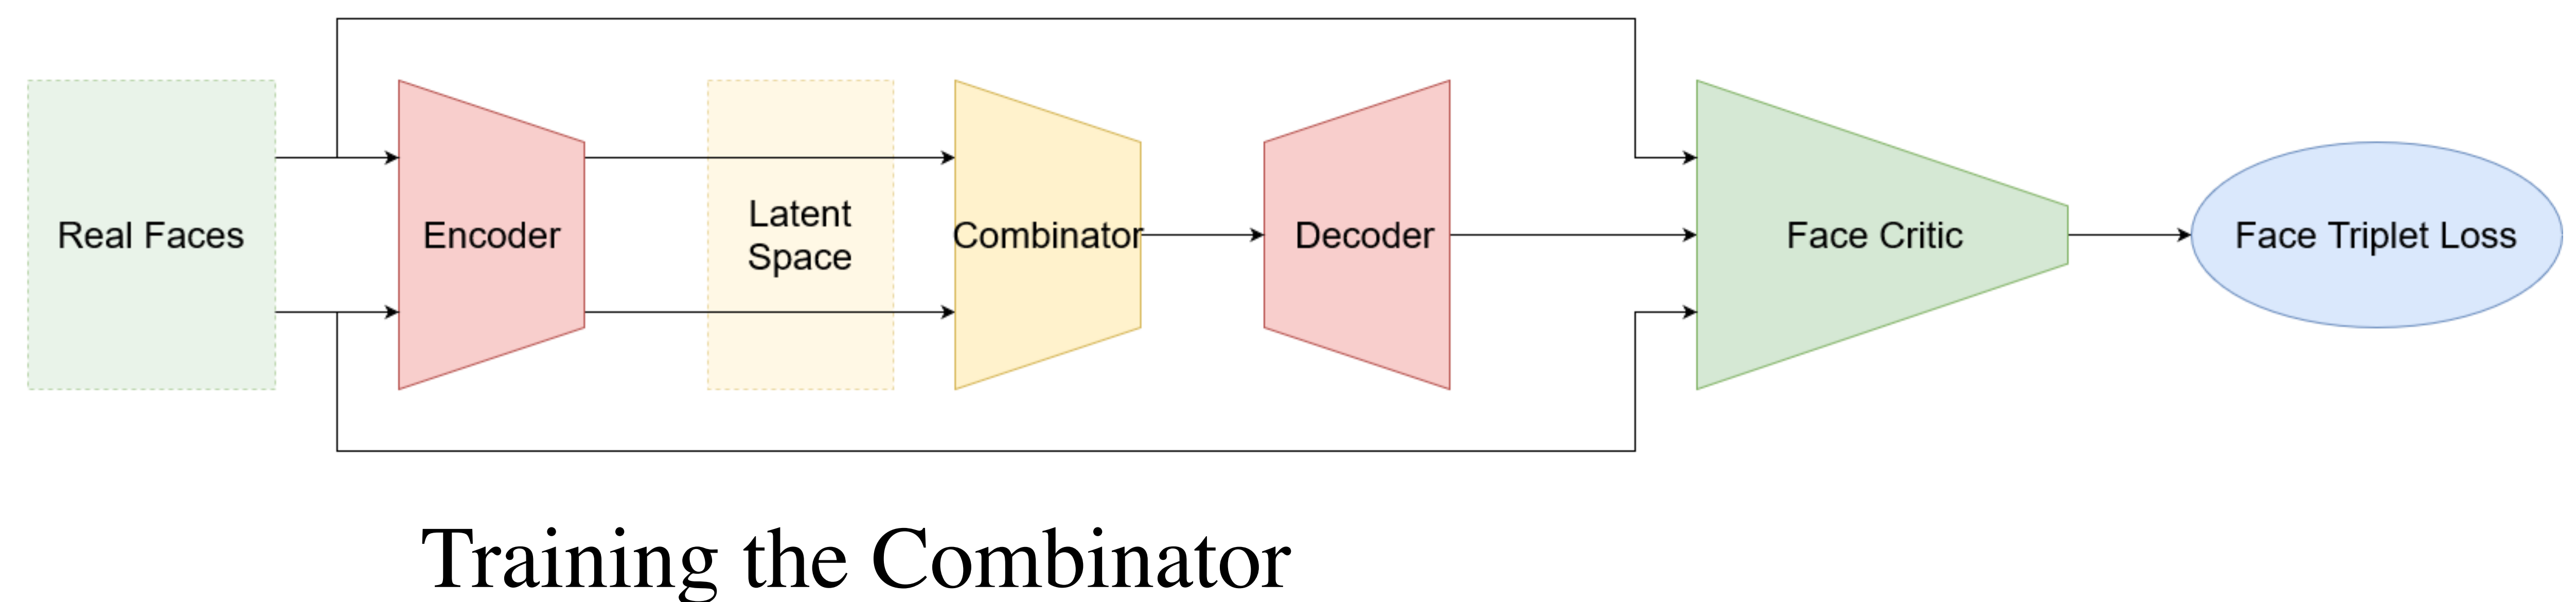 Real Faces
Encoder
Latent
Space
Combinator
Decoder
Face Critic
Face Triplet Loss
Training the Combinator